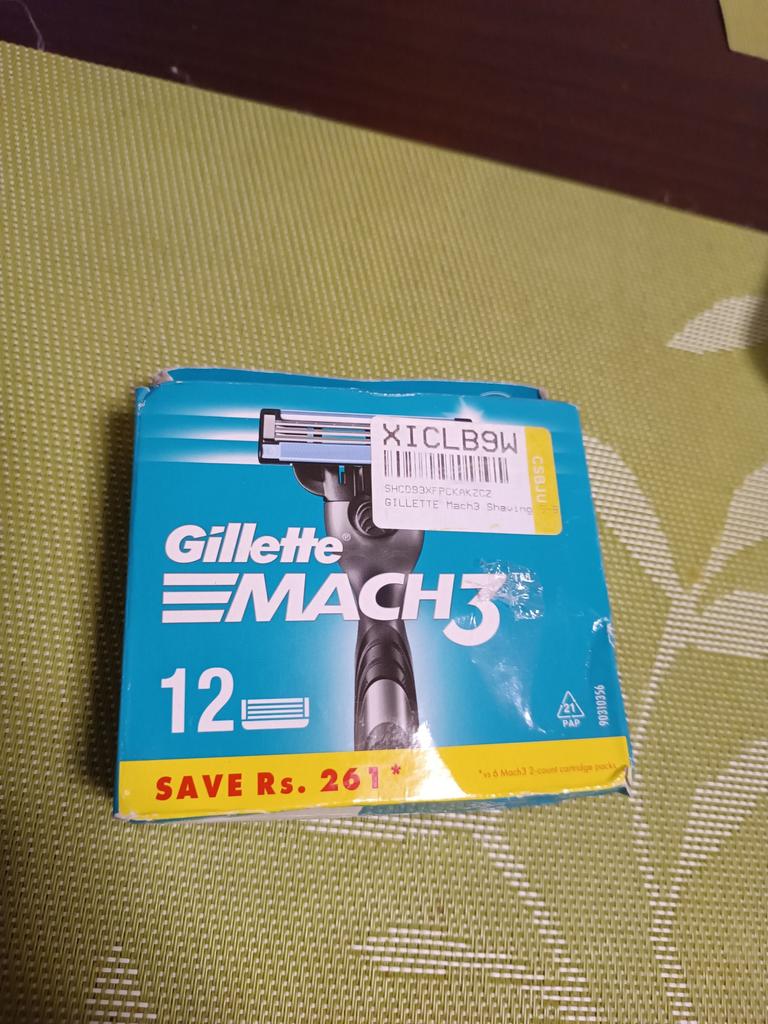 XICLB9W
CSBJU
SHCD93XFPCKAKZCZ
GILLETTE Mach3 Shaving
Gillette®
MACH3
12
21
PAP
90310356
SAVE Rs. 261*
*vs 6 Mach3 2-count cartridge packs